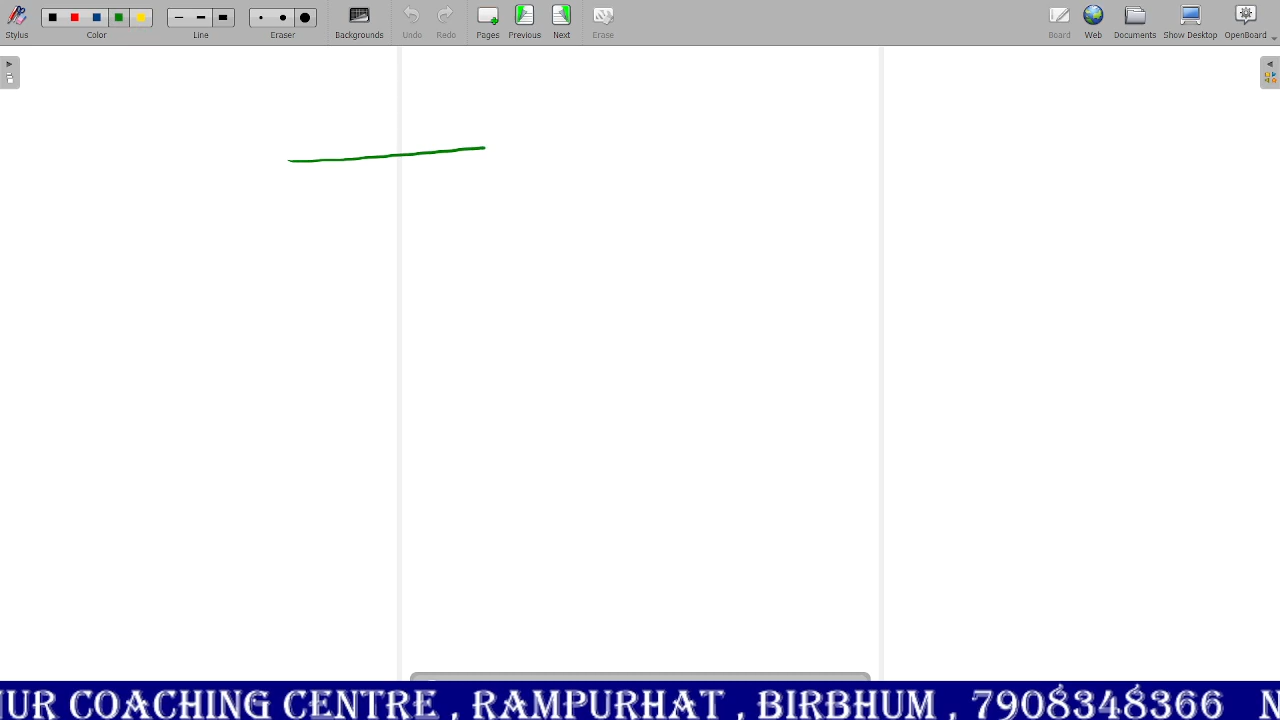 Stylus Color Line Eraser Backgrounds Undo Redo Pages Previous Next Erase Board Web Documents Show Desktop OpenBoard
COACHING CENTRE , RAMPURHAT , BIRBHUM , 7908348366